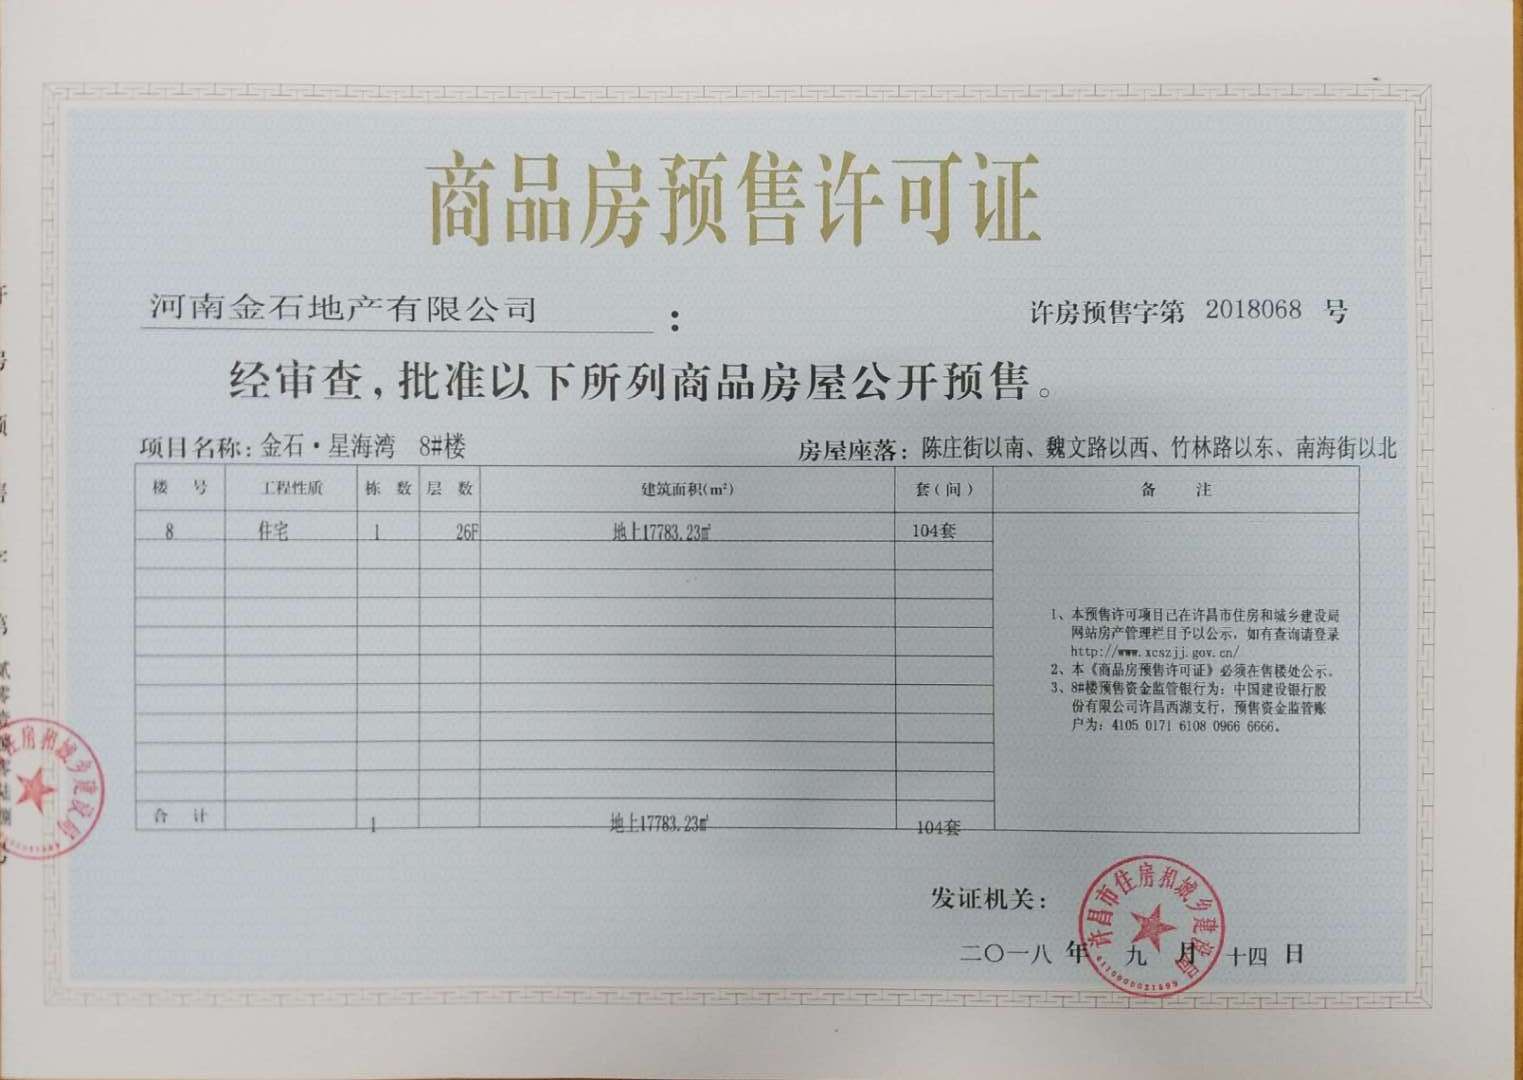 商品房预售许可证
河南金石地产有限公司：
许房预售字第 2018068 号
经审查,批准以下所列商品房屋公开预售。
项目名称:金石·星海湾 8#楼
房屋座落：陈庄街以南、魏文路以西、竹林路以东、南海街以北
楼 号 工程性质 栋 数 层 数 建筑面积(m²) 套(间) 备 注
8 住宅 1 26F 地上17783.23㎡ 104套
1、本预售许可项目已在许昌市住房和城乡建设局
网站房产管理栏目予以公示，如有查询请登录
http://www.xcszjj.gov.cn/
2、本《商品房预售许可证》必须在售楼处公示。
3、8#楼预售资金监管银行为：中国建设银行股
份有限公司许昌西湖支行，预售资金监管账
户为：4105 0171 6108 0966 6666。
合 计 1 地上17783.23㎡ 104套
发证机关：
许昌市住房和城乡建设局
二〇一八 年 九 月 十四 日
住房和城乡建设局